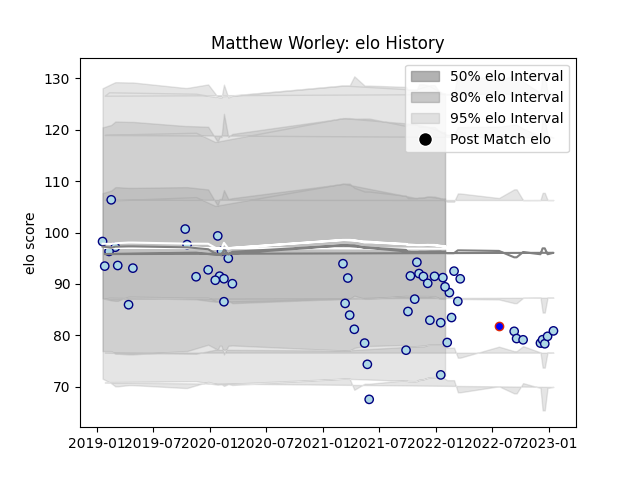 Matthew Worley: elo History
50% elo Interval
80% elo Interval
95% elo Interval
Post Match elo
elo score
130
120
110
100
90
80
70
2019-01 2019-07 2020-01 2020-07 2021-01 2021-07 2022-01 2022-07 2023-01